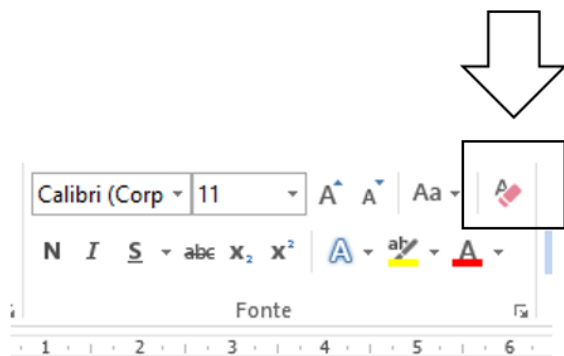 Calibri (Corp 11 A A Aa A
N I S abc X₂ X² A ab A
Fonte
1 2 3 4 5 6